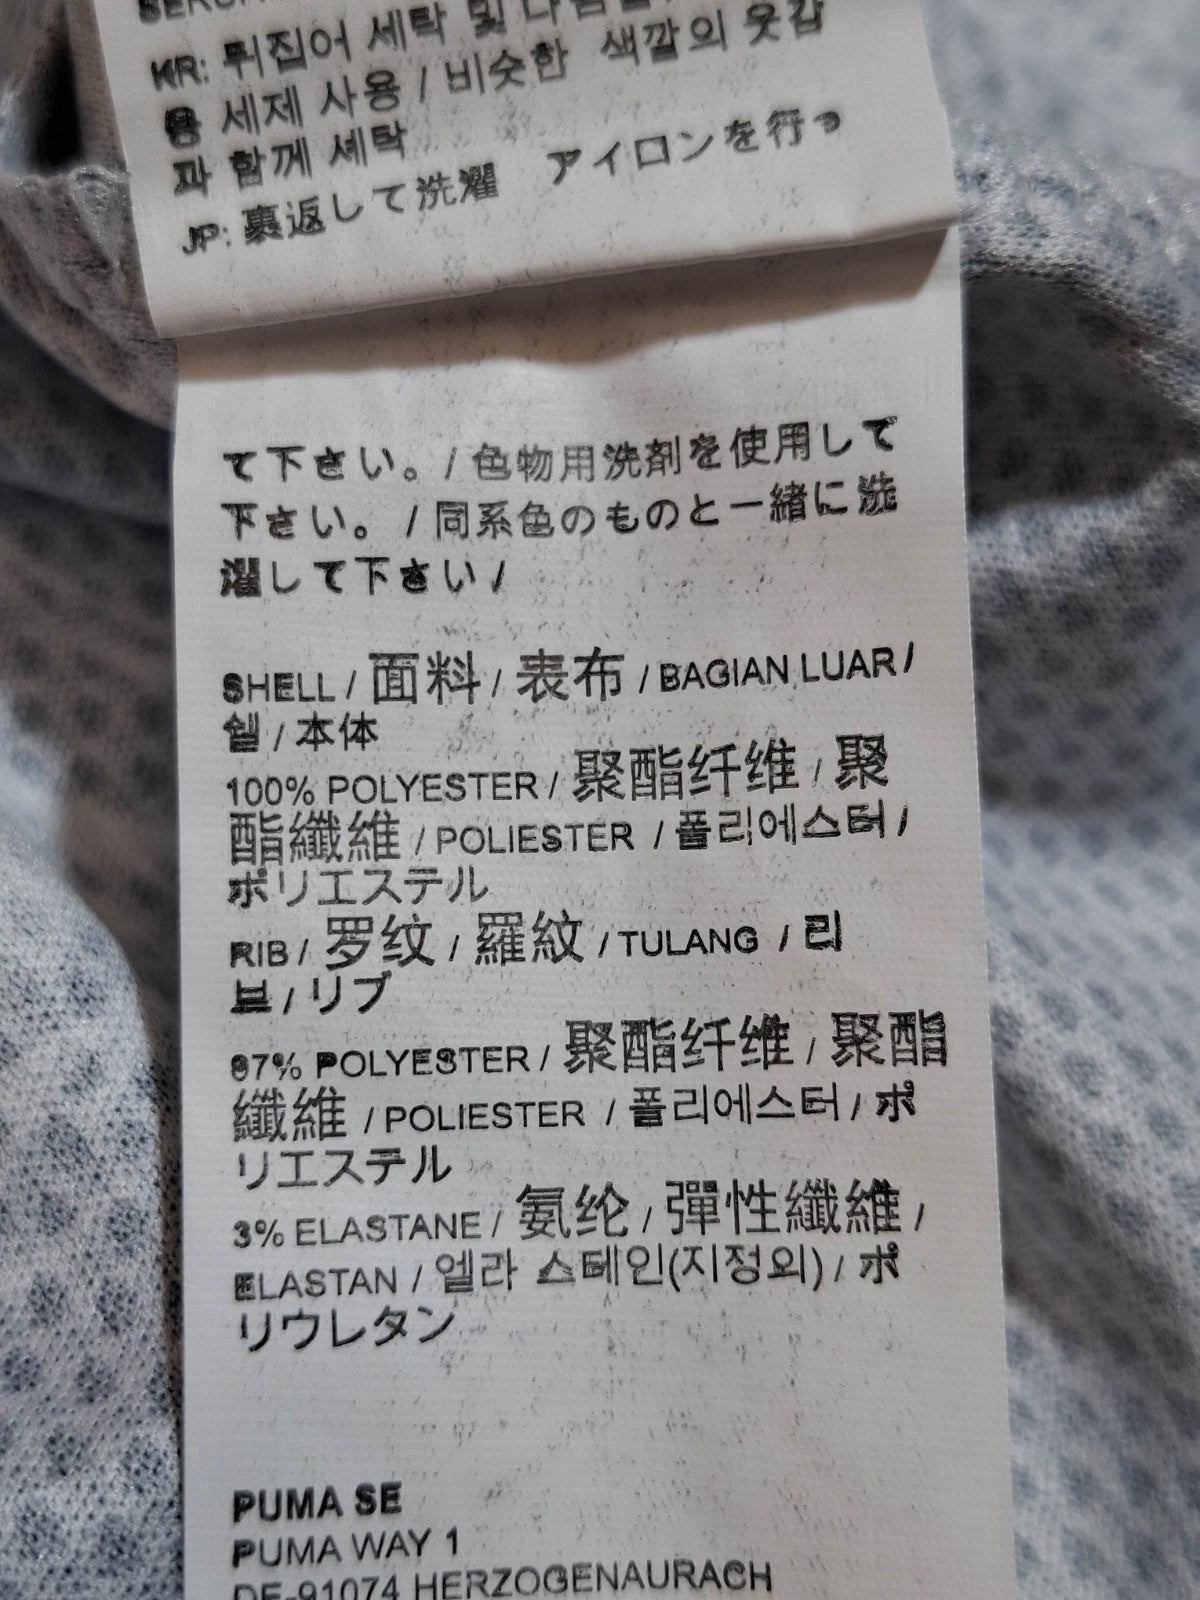 KR: 뒤집어 세탁 및
용 세제 사용 / 비슷한 색깔의 옷감
과 함께 세탁
JP: 裏返して洗濯 アイロンを行っ
て下さい。/ 色物用洗剤を使用して
下さい。 / 同系色のものと一緒に洗
濯して下さい /
SHELL / 面料 / 表布 / BAGIAN LUAR /
쉘 / 本体
100% POLYESTER / 聚酯纤维 / 聚
酯纖維 / POLIESTER / 폴리에스터 /
ポリエステル
RIB / 罗纹 / 羅紋 / TULANG / 리
브 / リブ
97% POLYESTER / 聚酯纤维 / 聚酯
纖維 / POLIESTER / 폴리에스터 / ポ
リエステル
3% ELASTANE / 氨纶 / 彈性纖維 /
ELASTAN / 엘라 스테인(지정외) / ポ
リウレタン
PUMA SE
PUMA WAY 1
DE-91074 HERZOGENAURACH